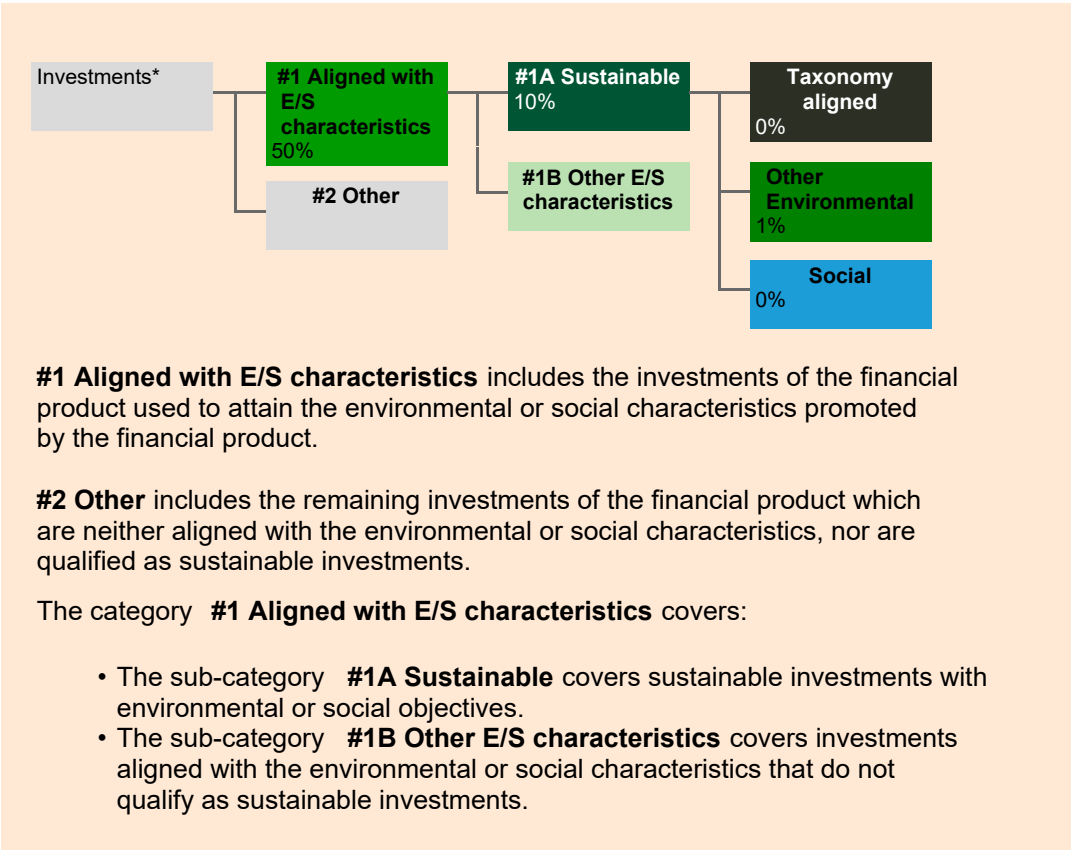 Investments*
#1 Aligned with
E/S
characteristics
50%
#2 Other
#1A Sustainable
10%
#1B Other E/S
characteristics
Taxonomy
aligned
0%
Other
Environmental
1%
Social
0%
#1 Aligned with E/S characteristics includes the investments of the financial
product used to attain the environmental or social characteristics promoted
by the financial product.
#2 Other includes the remaining investments of the financial product which
are neither aligned with the environmental or social characteristics, nor are
qualified as sustainable investments.
The category #1 Aligned with E/S characteristics covers:
• The sub-category #1A Sustainable covers sustainable investments with
environmental or social objectives.
• The sub-category #1B Other E/S characteristics covers investments
aligned with the environmental or social characteristics that do not
qualify as sustainable investments.